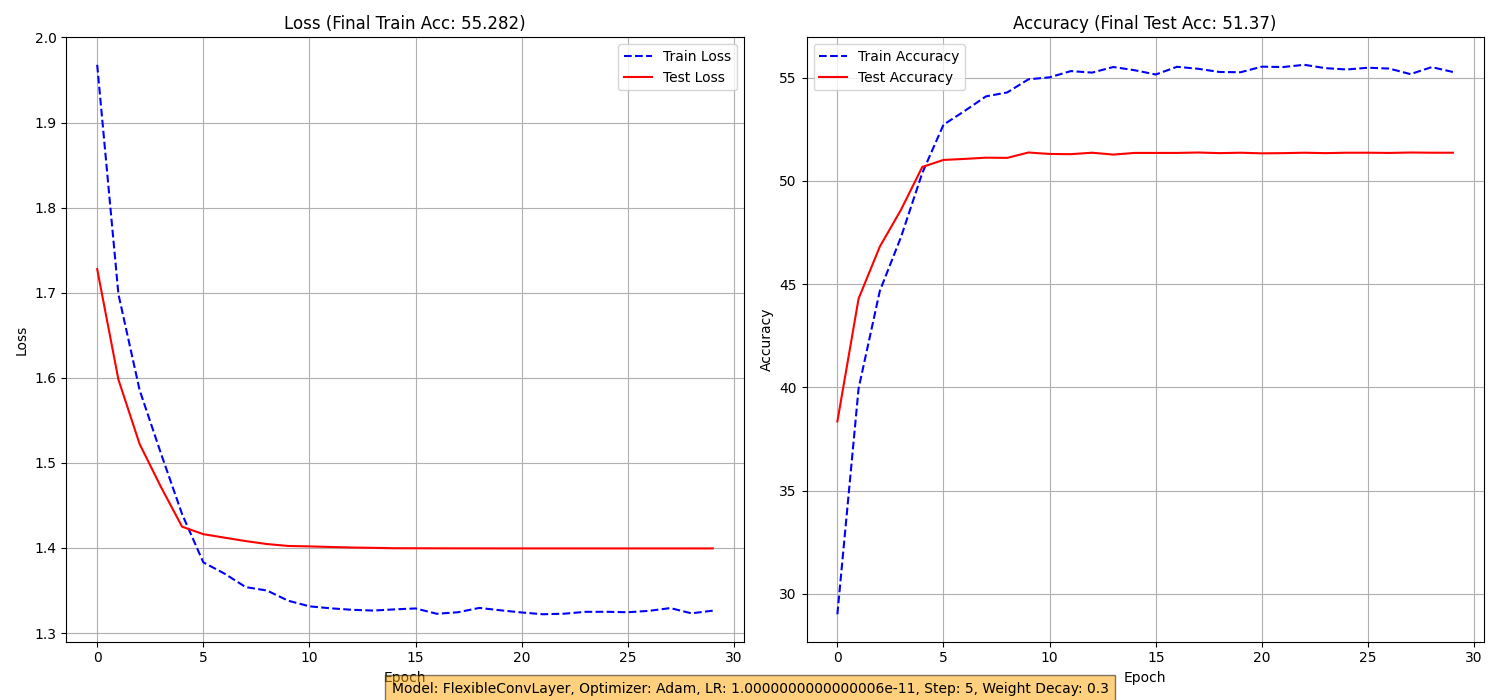 Loss (Final Train Acc: 55.282)
Train Loss
Test Loss
2.0
1.9
1.8
1.7
1.6
1.5
1.4
1.3
Loss
0 5 10 15 20 25 30
Epoch
Accuracy (Final Test Acc: 51.37)
Train Accuracy
Test Accuracy
55
50
45
40
35
30
Accuracy
0 5 10 15 20 25 30
Epoch
Model: FlexibleConvLayer, Optimizer: Adam, LR: 1.0000000000000006e-11, Step: 5, Weight Decay: 0.3